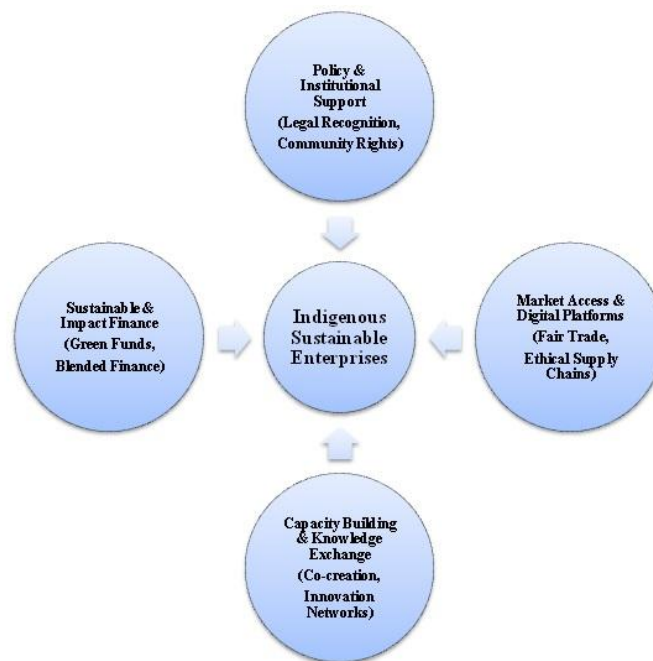 Policy &
Institutional
Support
(Legal Recognition,
Community Rights)
Sustainable &
Impact Finance
(Green Funds,
Blended Finance)
Indigenous
Sustainable
Enterprises
Market Access &
Digital Platforms
(Fair Trade,
Ethical Supply
Chains)
Capacity Building
& Knowledge
Exchange
(Co-creation,
Innovation
Networks)